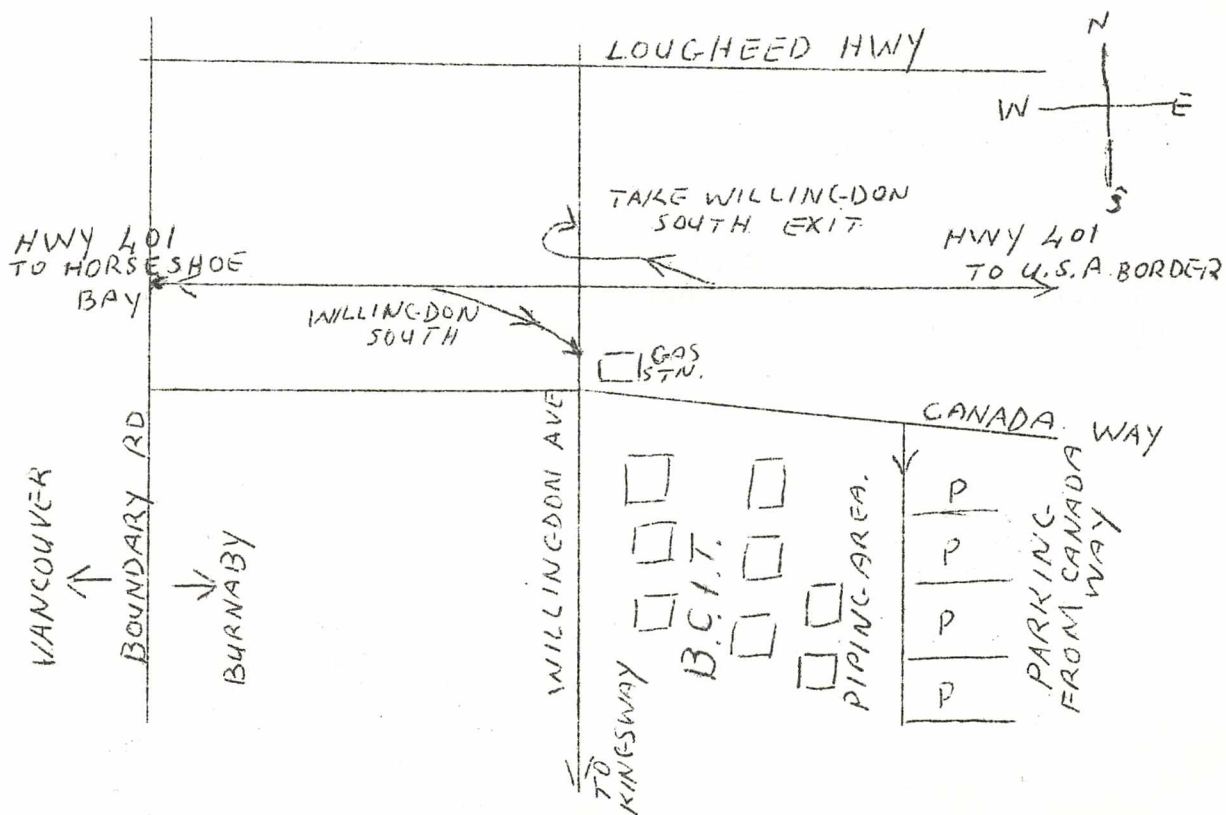 LOUGHEED HWY
N
W
E
S
TAKE WILLINGDON
SOUTH EXIT
HWY 401
TO HORSESHOE
BAY
HWY 401
TO U.S.A. BORDER
WILLINGDON
SOUTH
GAS
STN.
CANADA WAY
VANCOUVER
BOUNDARY RD
BURNABY
WILLINGDON AVE
TO
KINGSWAY
B.C.I.T.
PIPING AREA.
P
P
P
P
PARKING
FROM CANADA
WAY